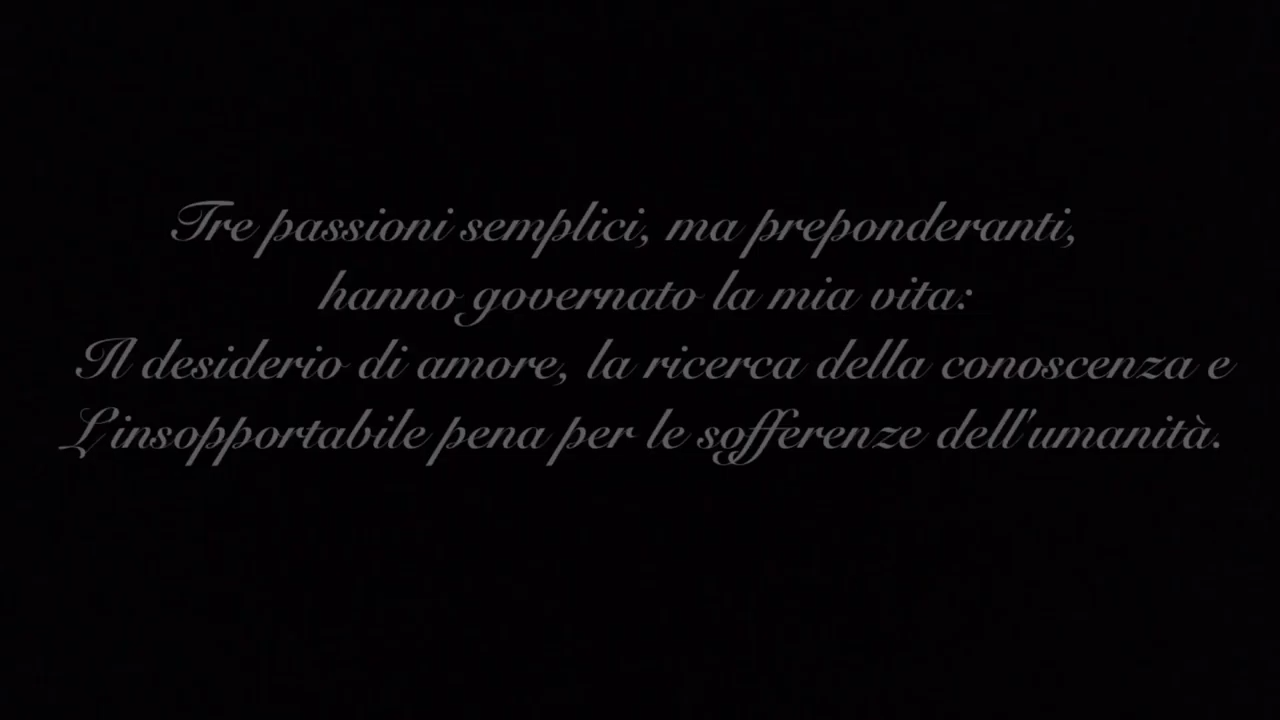 Tre passioni semplici, ma preponderanti,
hanno governato la mia vita:
Il desiderio di amore, la ricerca della conoscenza e
L'insopportabile pena per le sofferenze dell'umanità.